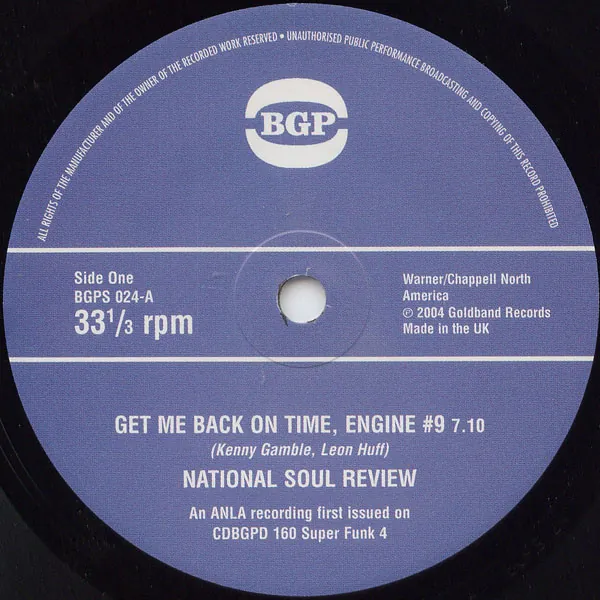 ALL RIGHTS OF THE MANUFACTURER AND OF THE OWNER OF THE RECORDED WORK RESERVED • UNAUTHORISED PUBLIC PERFORMANCE BROADCASTING AND COPYING OF THIS RECORD PROHIBITED
BGP
Side One
BGPS 024-A
33 1/3 rpm
Warner/Chappell North
America
℗ 2004 Goldband Records
Made in the UK
GET ME BACK ON TIME, ENGINE #9 7.10
(Kenny Gamble, Leon Huff)
NATIONAL SOUL REVIEW
An ANLA recording first issued on
CDBGPD 160 Super Funk 4